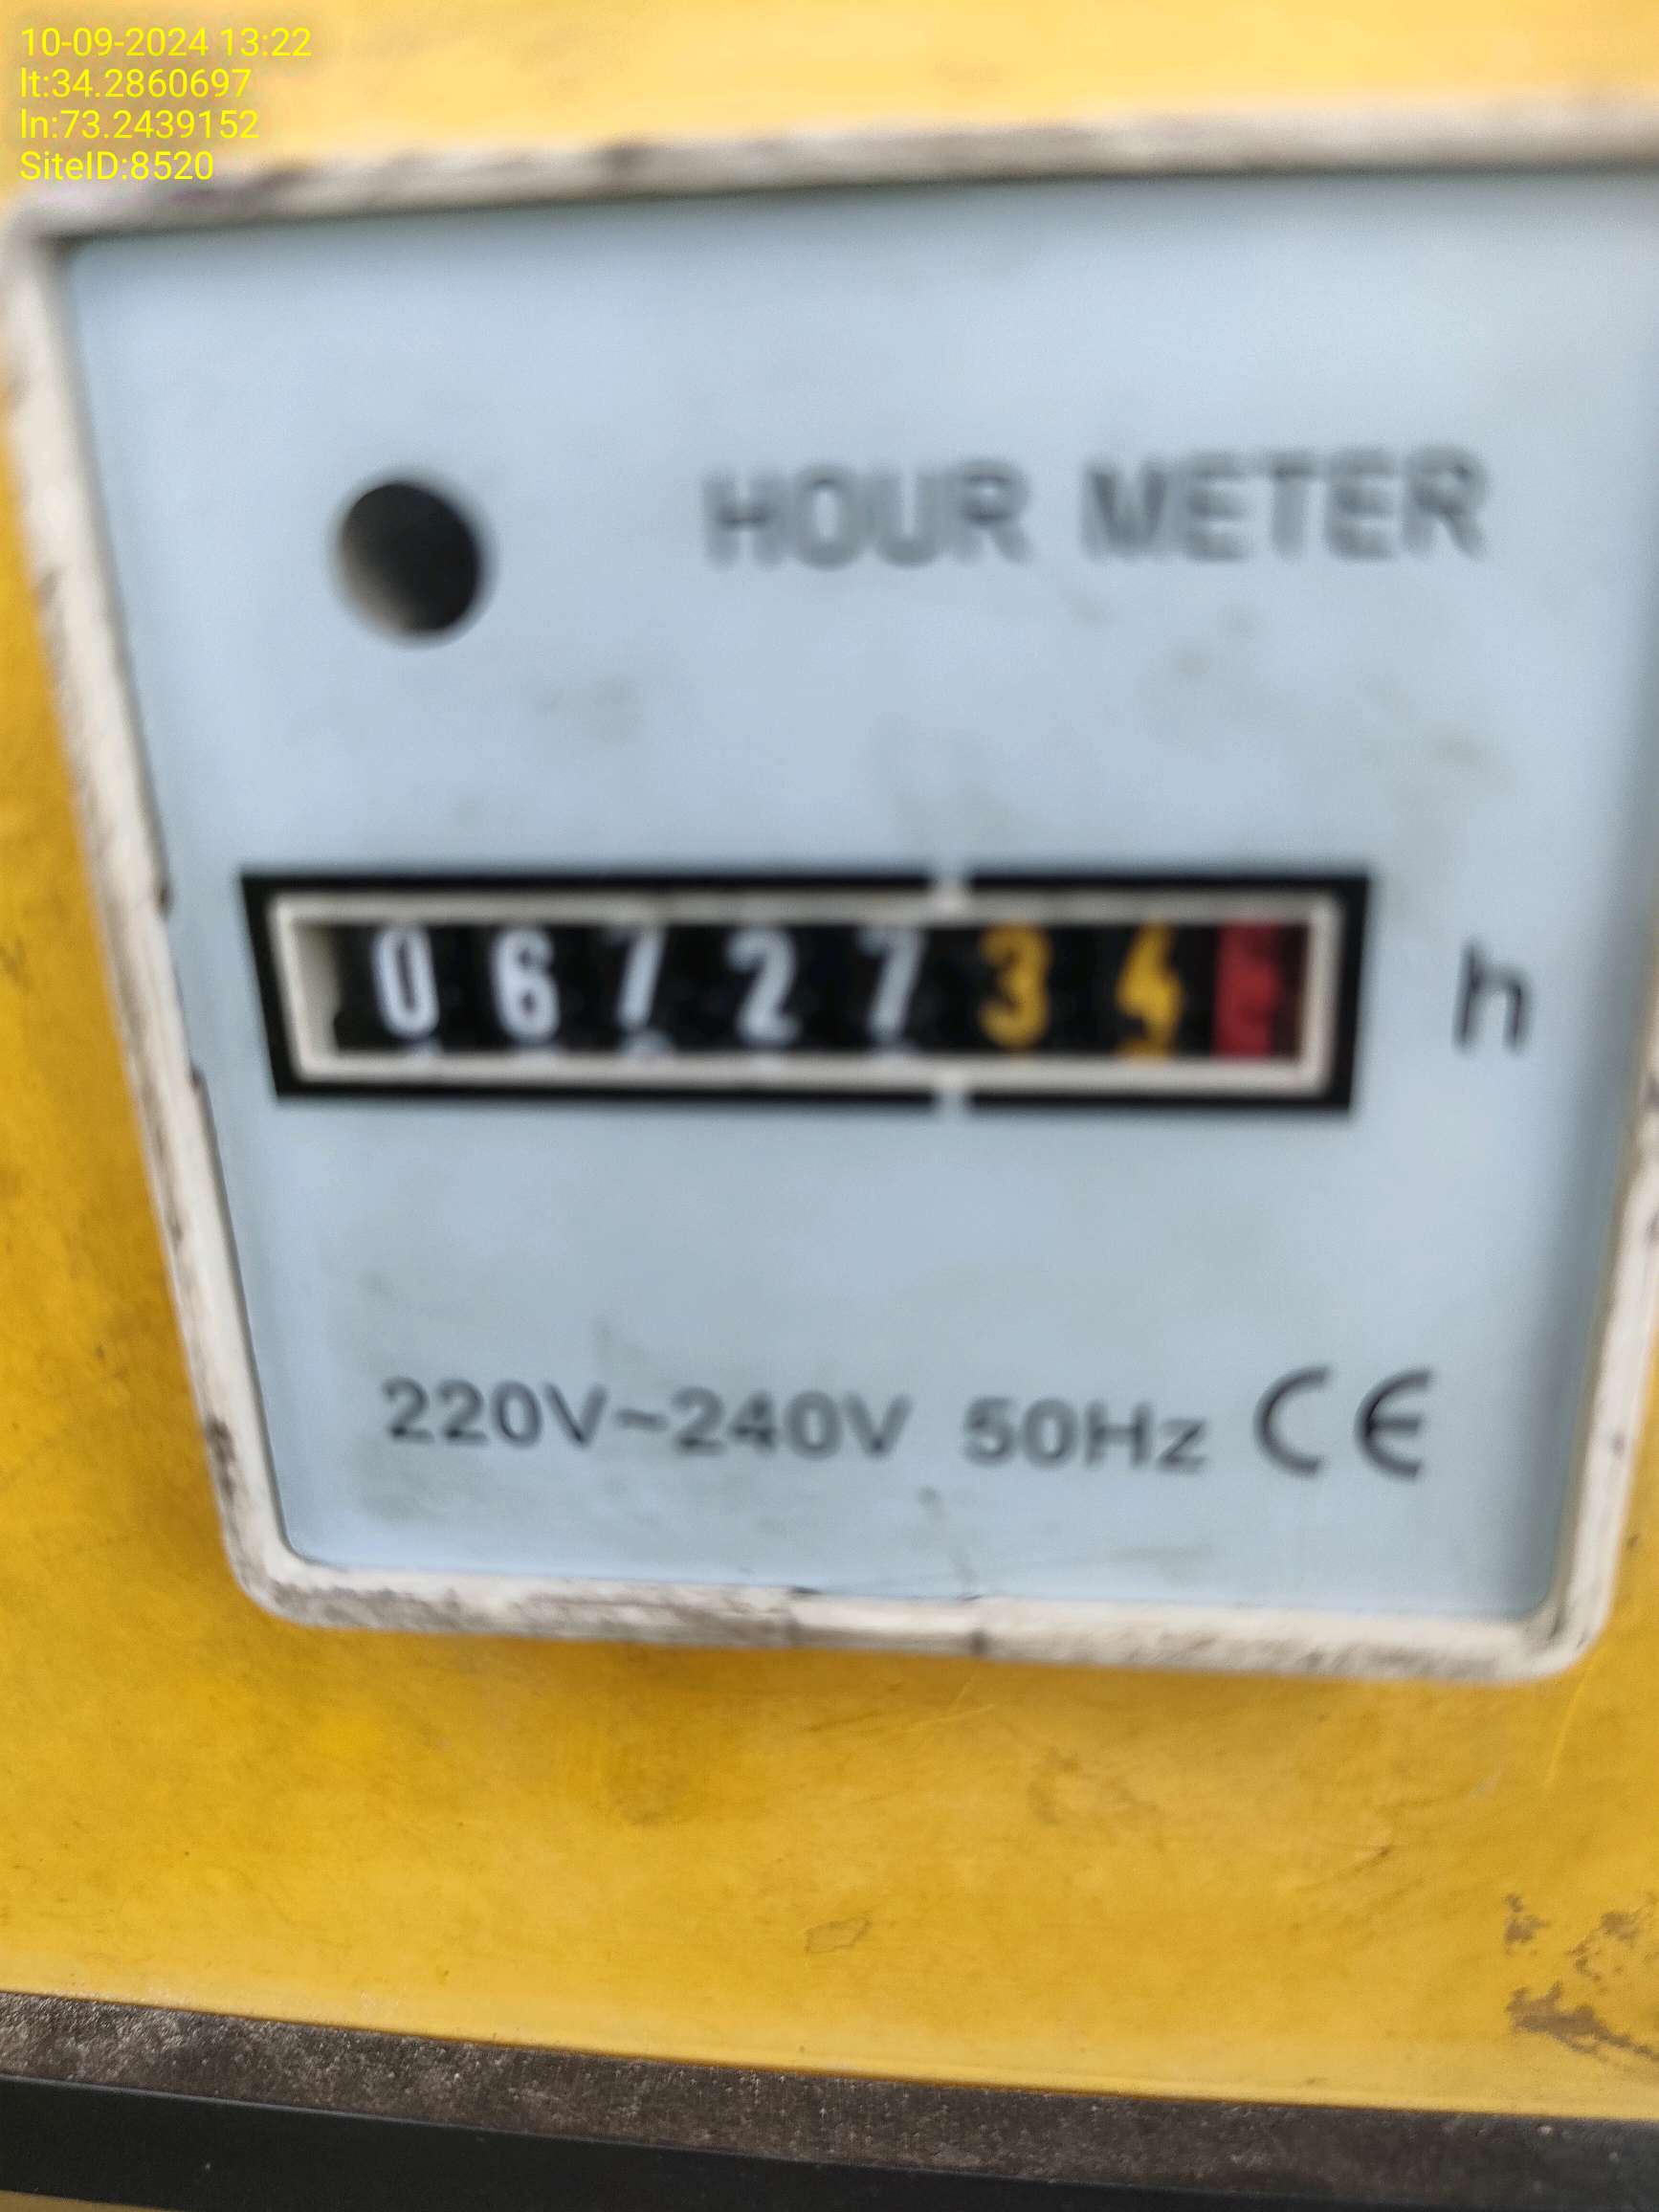 10-09-2024 13:22
lt:34.2860697
ln:73.2439152
SiteID:8520
HOUR METER
0672734 h
220V~240V 50Hz CE